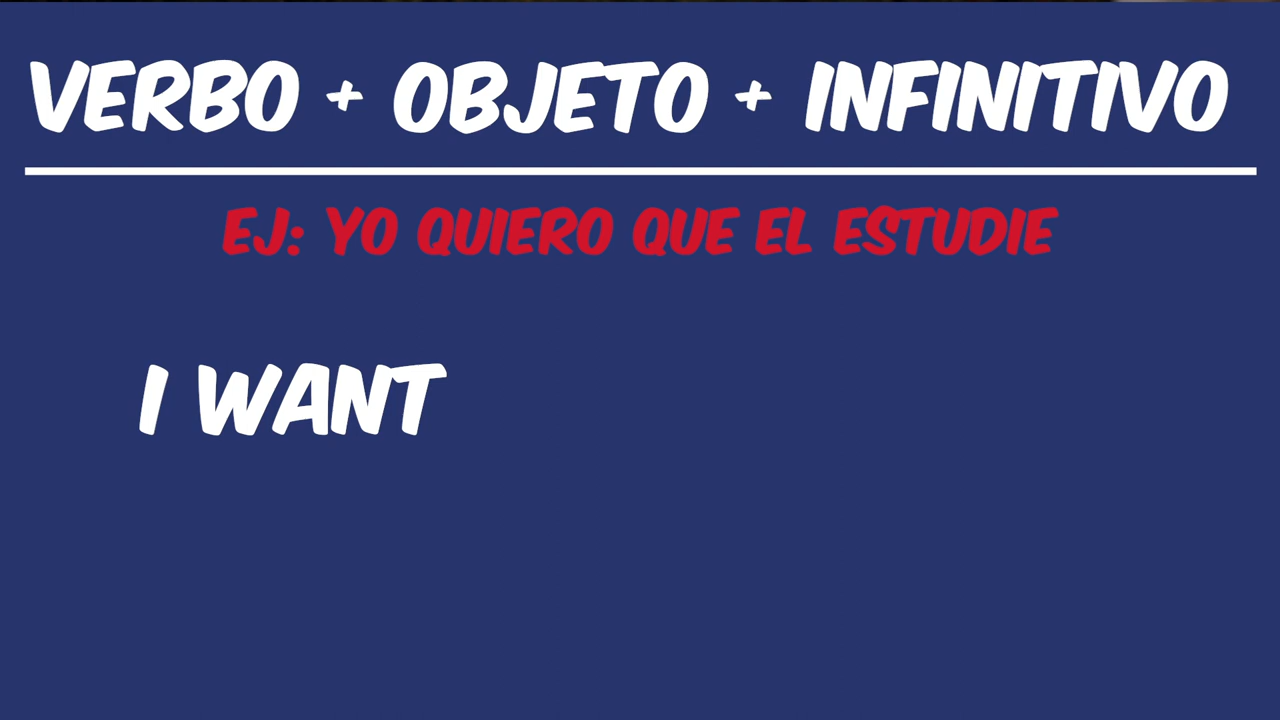 VERBO + OBJETO + INFINITIVO
EJ: YO QUIERO QUE EL ESTUDIE
I WANT